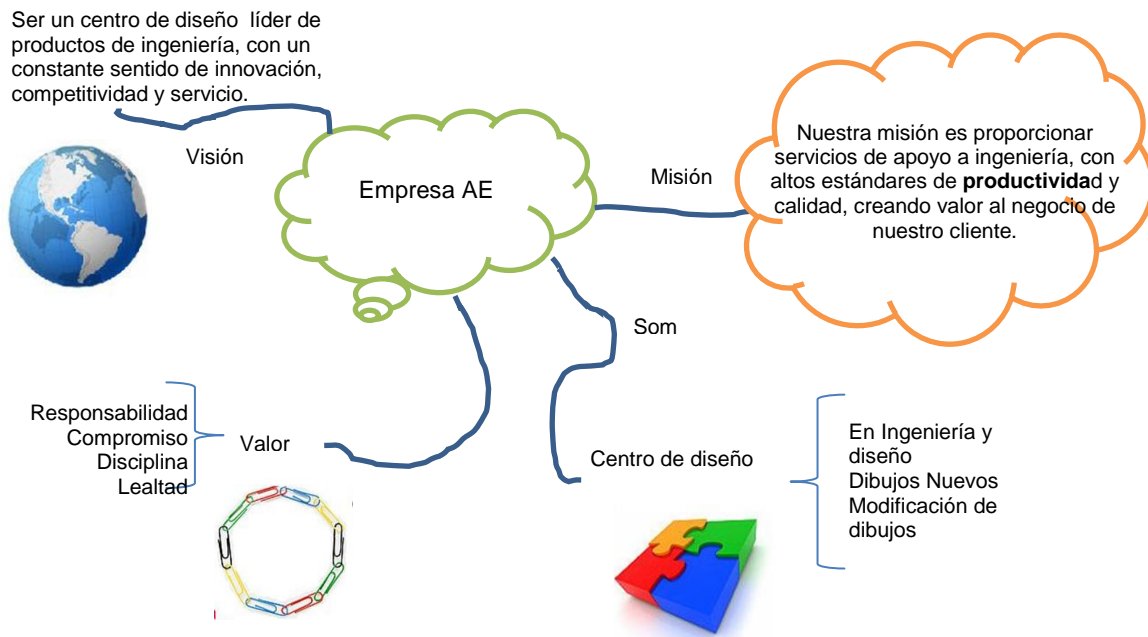 Ser un centro de diseño líder de
productos de ingeniería, con un
constante sentido de innovación,
competitividad y servicio.
Visión
Empresa AE
Misión
Nuestra misión es proporcionar
servicios de apoyo a ingeniería, con
altos estándares de productividad y
calidad, creando valor al negocio de
nuestro cliente.
Som
Responsabilidad
Compromiso
Disciplina
Lealtad
Valor
Centro de diseño
En Ingeniería y
diseño
Dibujos Nuevos
Modificación de
dibujos